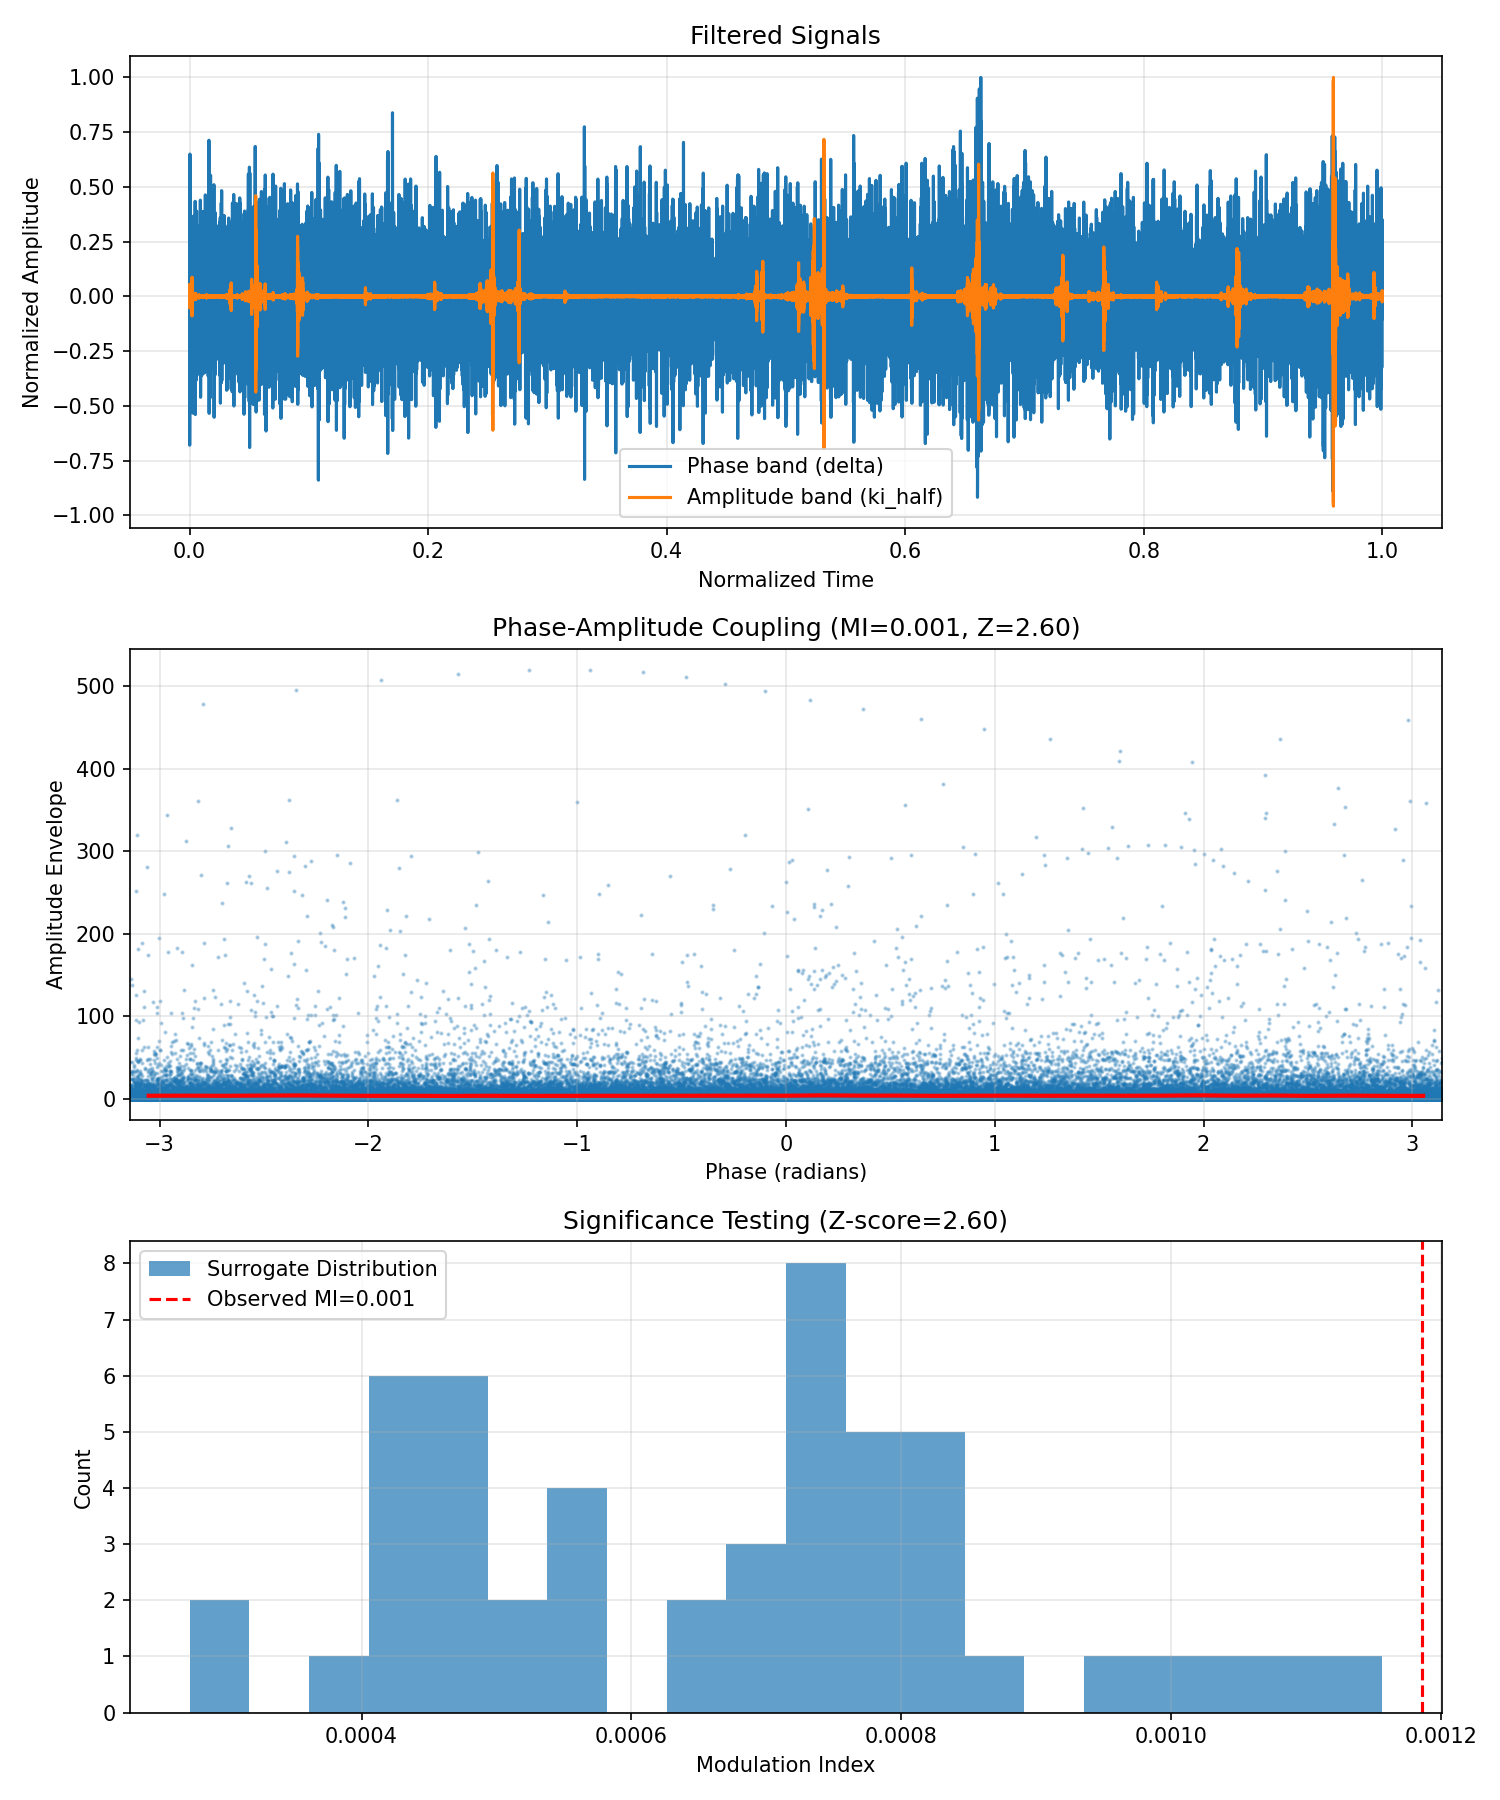 Filtered Signals
1.00
0.75
0.50
0.25
0.00
−0.25
−0.50
−0.75
−1.00
Normalized Amplitude
Phase band (delta)
Amplitude band (ki_half)
0.0 0.2 0.4 0.6 0.8 1.0
Normalized Time
Phase-Amplitude Coupling (MI=0.001, Z=2.60)
500
400
300
200
100
0
Amplitude Envelope
−3 −2 −1 0 1 2 3
Phase (radians)
Significance Testing (Z-score=2.60)
8
7
6
5
4
3
2
1
0
Count
Surrogate Distribution
Observed MI=0.001
0.0004 0.0006 0.0008 0.0010 0.0012
Modulation Index